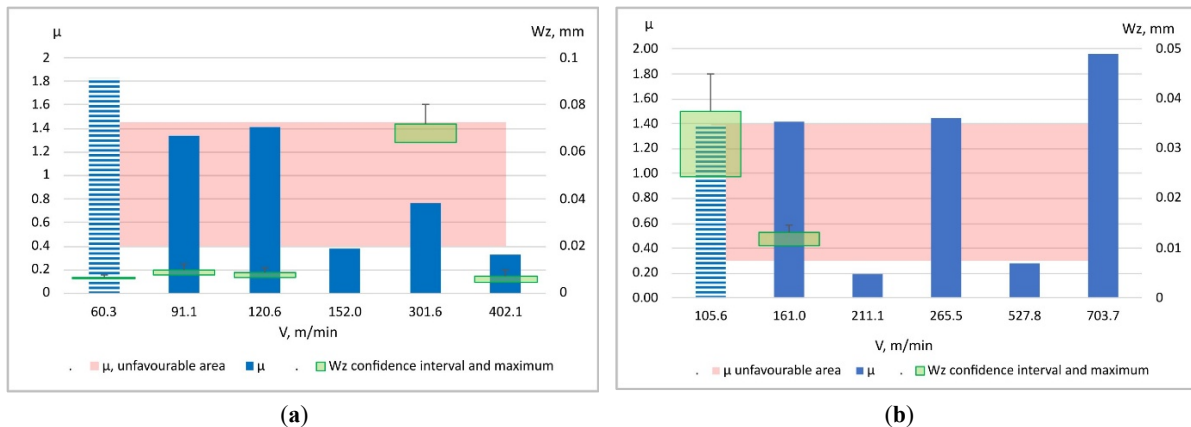 μ Wz, mm
2 0.1
1.8
1.6 0.08
1.4
1.2 0.06
1
0.8 0.04
0.6
0.4 0.02
0.2
0 0
60.3 91.1 120.6 152.0 301.6 402.1
V, m/min
. μ, unfavourable area μ . Wz confidence interval and maximum
(a)
μ Wz, mm
2.00 0.05
1.80
1.60 0.04
1.40
1.20 0.03
1.00
0.80 0.02
0.60
0.40 0.01
0.20
0.00 0
105.6 161.0 211.1 265.5 527.8 703.7
V, m/min
. μ unfavourable area μ . Wz confidence interval and maximum
(b)